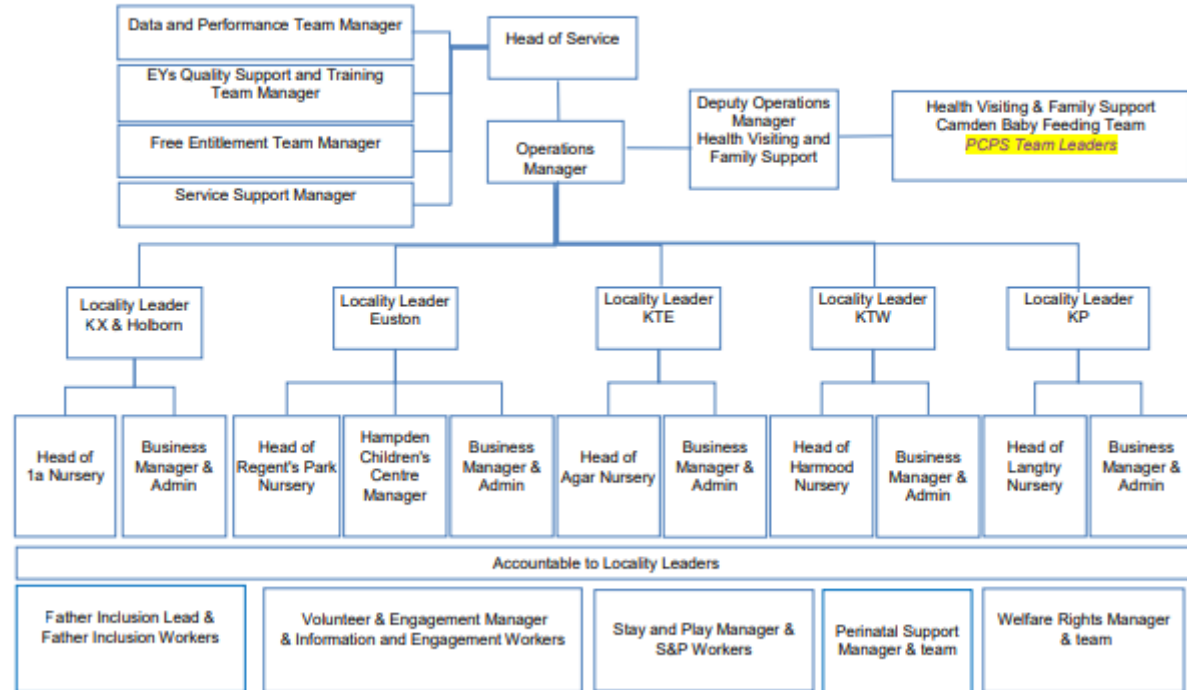 Data and Performance Team Manager
EYs Quality Support and Training
Team Manager
Free Entitlement Team Manager
Service Support Manager
Head of Service
Operations
Manager
Deputy Operations
Manager
Health Visiting and
Family Support
Health Visiting & Family Support
Camden Baby Feeding Team
PCPS Team Leaders
Locality Leader
KX & Holborn
Locality Leader
Euston
Locality Leader
KTE
Locality Leader
KTW
Locality Leader
KP
Head of
1a Nursery
Business
Manager &
Admin
Head of
Regent's Park
Nursery
Hampden
Children's
Centre
Manager
Business
Manager &
Admin
Head of
Agar Nursery
Business
Manager &
Admin
Head of
Harmood
Nursery
Business
Manager &
Admin
Head of
Langtry
Nursery
Business
Manager &
Admin
Accountable to Locality Leaders
Father Inclusion Lead &
Father Inclusion Workers
Volunteer & Engagement Manager
& Information and Engagement Workers
Stay and Play Manager &
S&P Workers
Perinatal Support
Manager & team
Welfare Rights Manager
& team